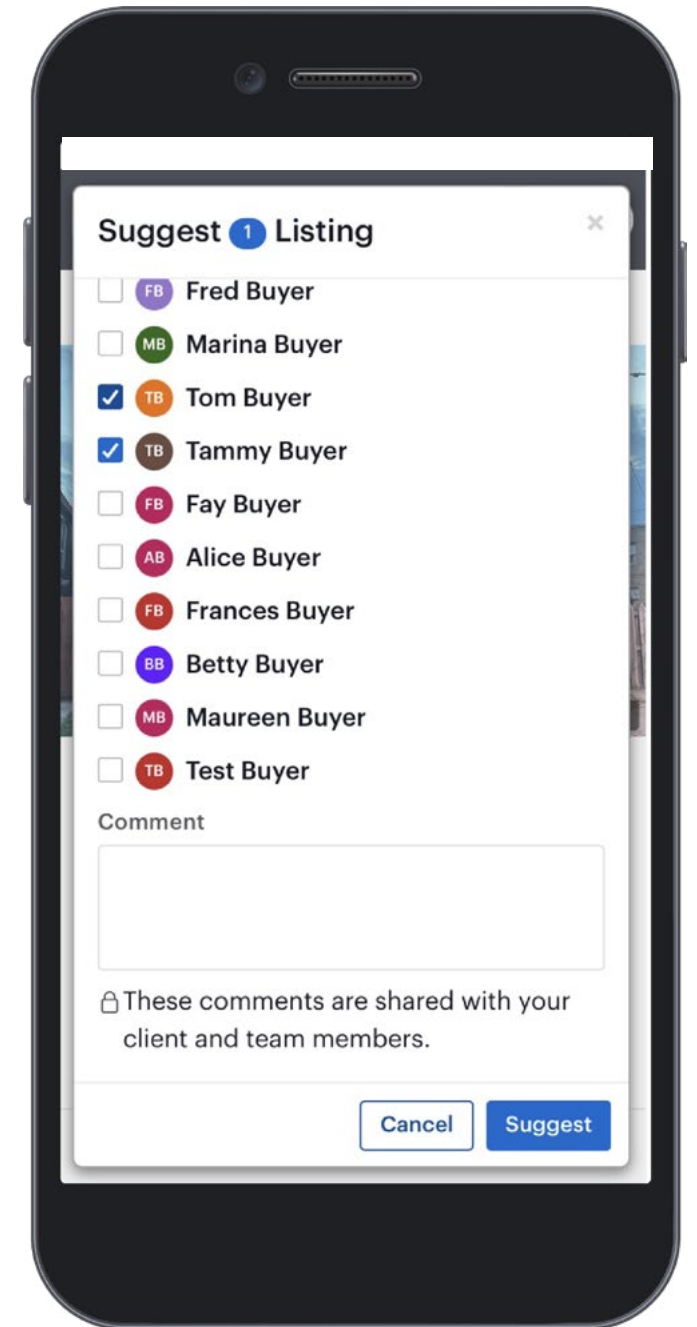 Suggest 1 Listing ×
FB Fred Buyer
MB Marina Buyer
TB Tom Buyer
TB Tammy Buyer
FB Fay Buyer
AB Alice Buyer
FB Frances Buyer
BB Betty Buyer
MB Maureen Buyer
TB Test Buyer
Comment
These comments are shared with your
client and team members.
Cancel Suggest